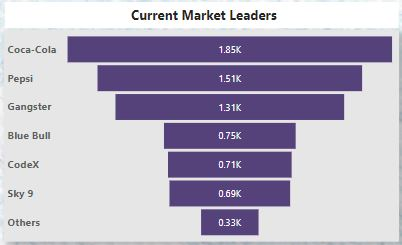 Current Market Leaders
Coca-Cola 1.85K
Pepsi 1.51K
Gangster 1.31K
Blue Bull 0.75K
CodeX 0.71K
Sky 9 0.69K
Others 0.33K